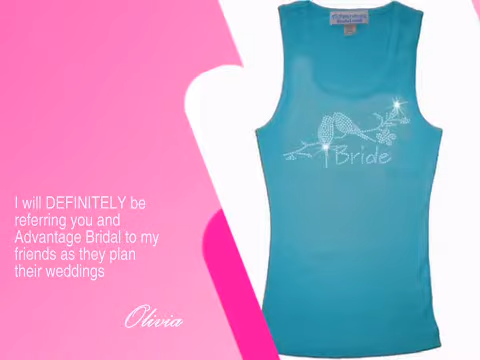 I will DEFINITELY be
referring you and
Advantage Bridal to my
friends as they plan
their weddings
Olivia
Bride